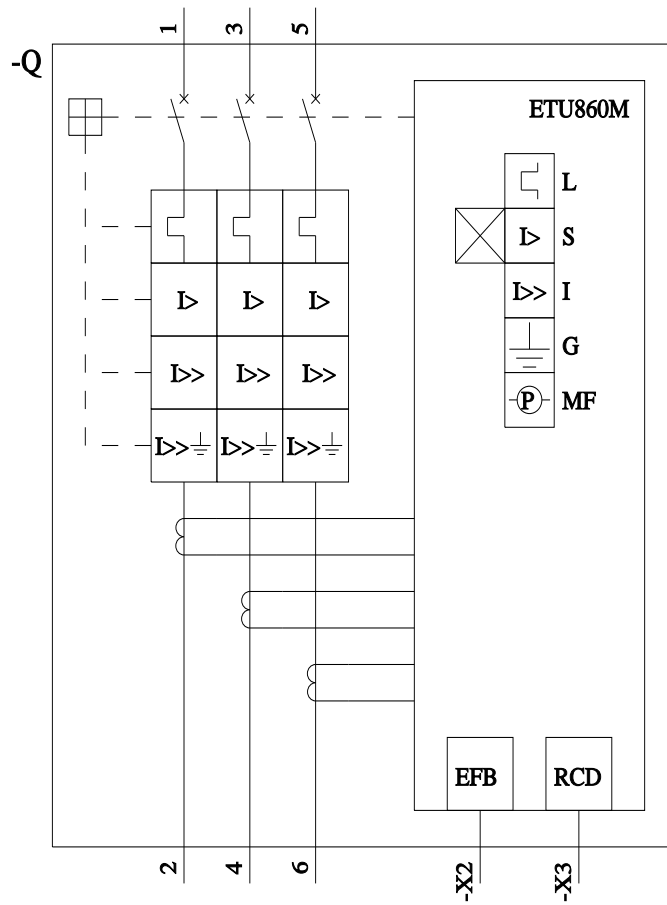 1 3 5
-Q
ETU860M
L
S
I> I> I> I>
I>> I
I>> I>> I>>
G
P MF
I>> I>> I>>
EFB RCD
2 4 6
-X2 -X3